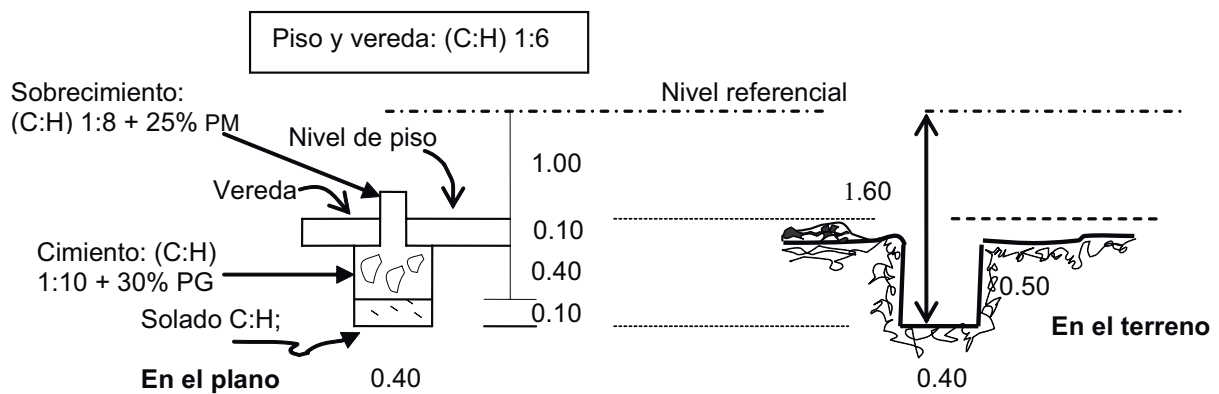 Piso y vereda: (C:H) 1:6
Sobrecimiento:
(C:H) 1:8 + 25% PM
Nivel referencial
Nivel de piso
Vereda
1.00
1.60
0.10
Cimiento: (C:H)
1:10 + 30% PG
0.40
0.50
Solado C:H;
0.10
En el terreno
En el plano
0.40
0.40